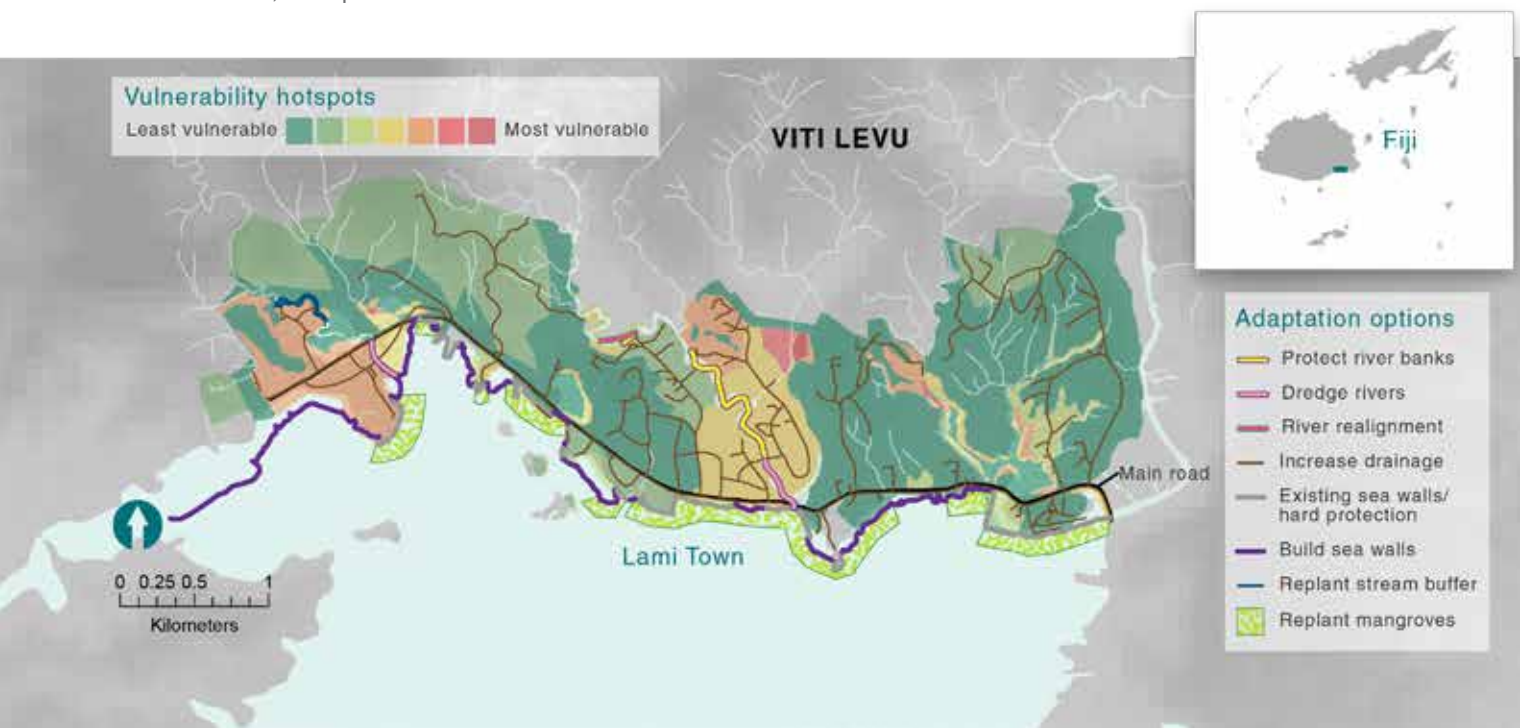 Vulnerability hotspots
Least vulnerable
Most vulnerable
VITI LEVU
Fiji
Adaptation options
Protect river banks
Dredge rivers
River realignment
Increase drainage
Existing sea walls/
hard protection
Build sea walls
Replant stream buffer
Replant mangroves
Main road
Lami Town
0 0.25 0.5 1
Kilometers